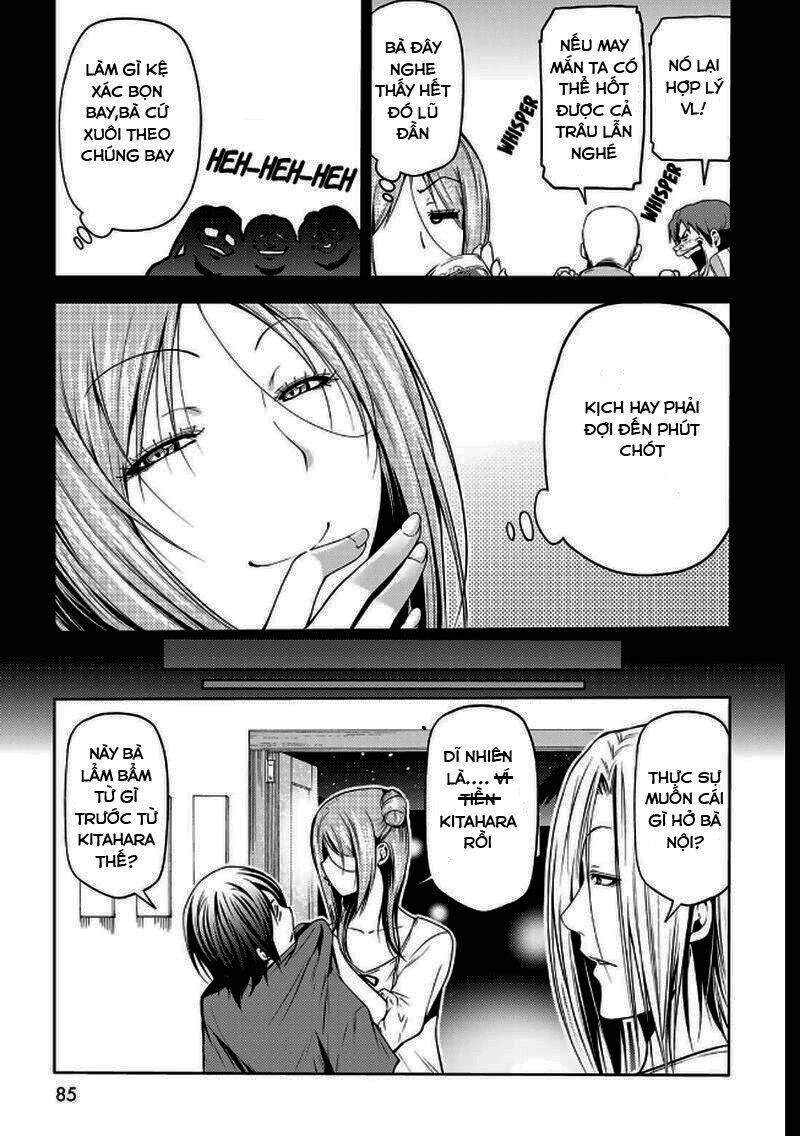 NÓ LẠI
HỢP LÝ
VL!
NẾU MAY
MẮN TA CÓ
THỂ HỐT
ĐƯỢC CẢ
TRÂU LẪN
NGHÉ
WHISPER
WHISPER
BÀ ĐÂY
NGHE
THẤY HẾT
ĐÓ LŨ
ĐẦN
LÀM GÌ KỆ
XÁC BỌN
BAY,BÀ CỨ
XUÔI THEO
CHÚNG BAY
HEH-HEH-HEH
KỊCH HAY PHẢI
ĐỢI ĐẾN PHÚT
CHÓT
THỰC SỰ
MUỐN CÁI
GÌ HỞ BÀ
NỘI?
DĨ NHIÊN
LÀ.... VÍ
TIỀN
KITAHARA
RỒI
NÀY BÀ
LẨM BẨM
TỪ GÌ
TRƯỚC TỪ
KITAHARA
THẾ?
85